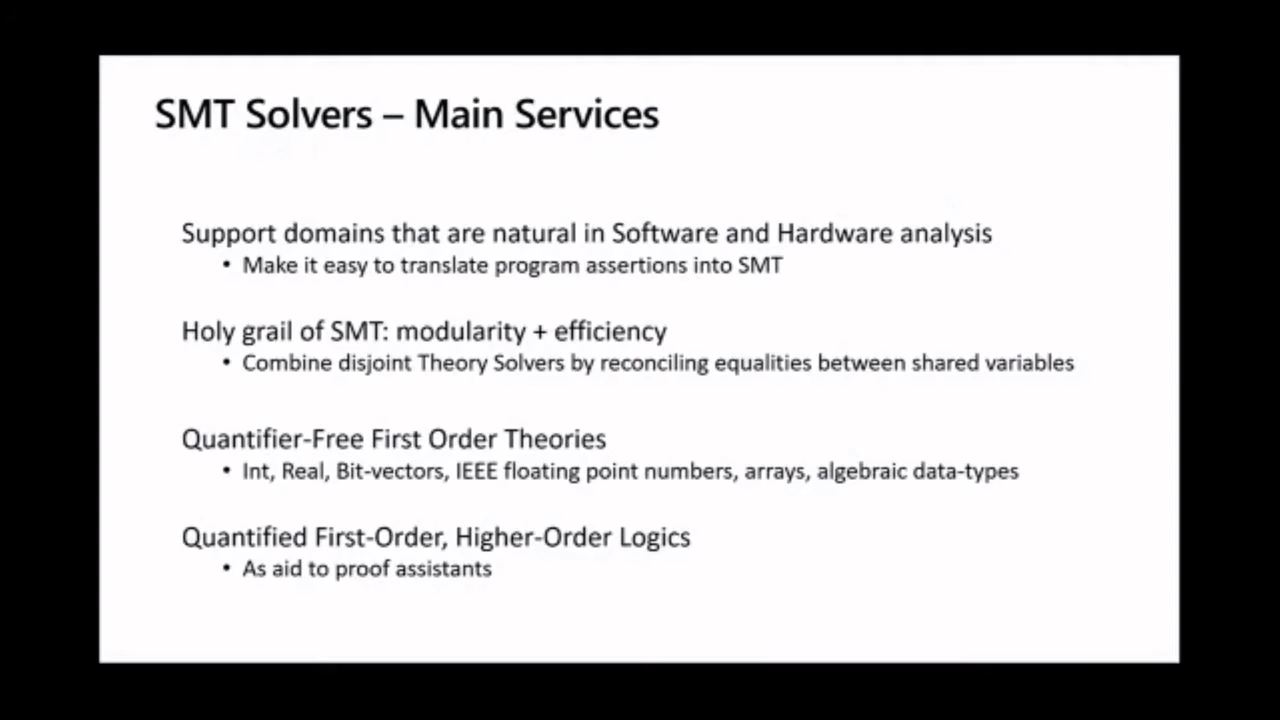 SMT Solvers – Main Services
Support domains that are natural in Software and Hardware analysis
• Make it easy to translate program assertions into SMT
Holy grail of SMT: modularity + efficiency
• Combine disjoint Theory Solvers by reconciling equalities between shared variables
Quantifier-Free First Order Theories
• Int, Real, Bit-vectors, IEEE floating point numbers, arrays, algebraic data-types
Quantified First-Order, Higher-Order Logics
• As aid to proof assistants